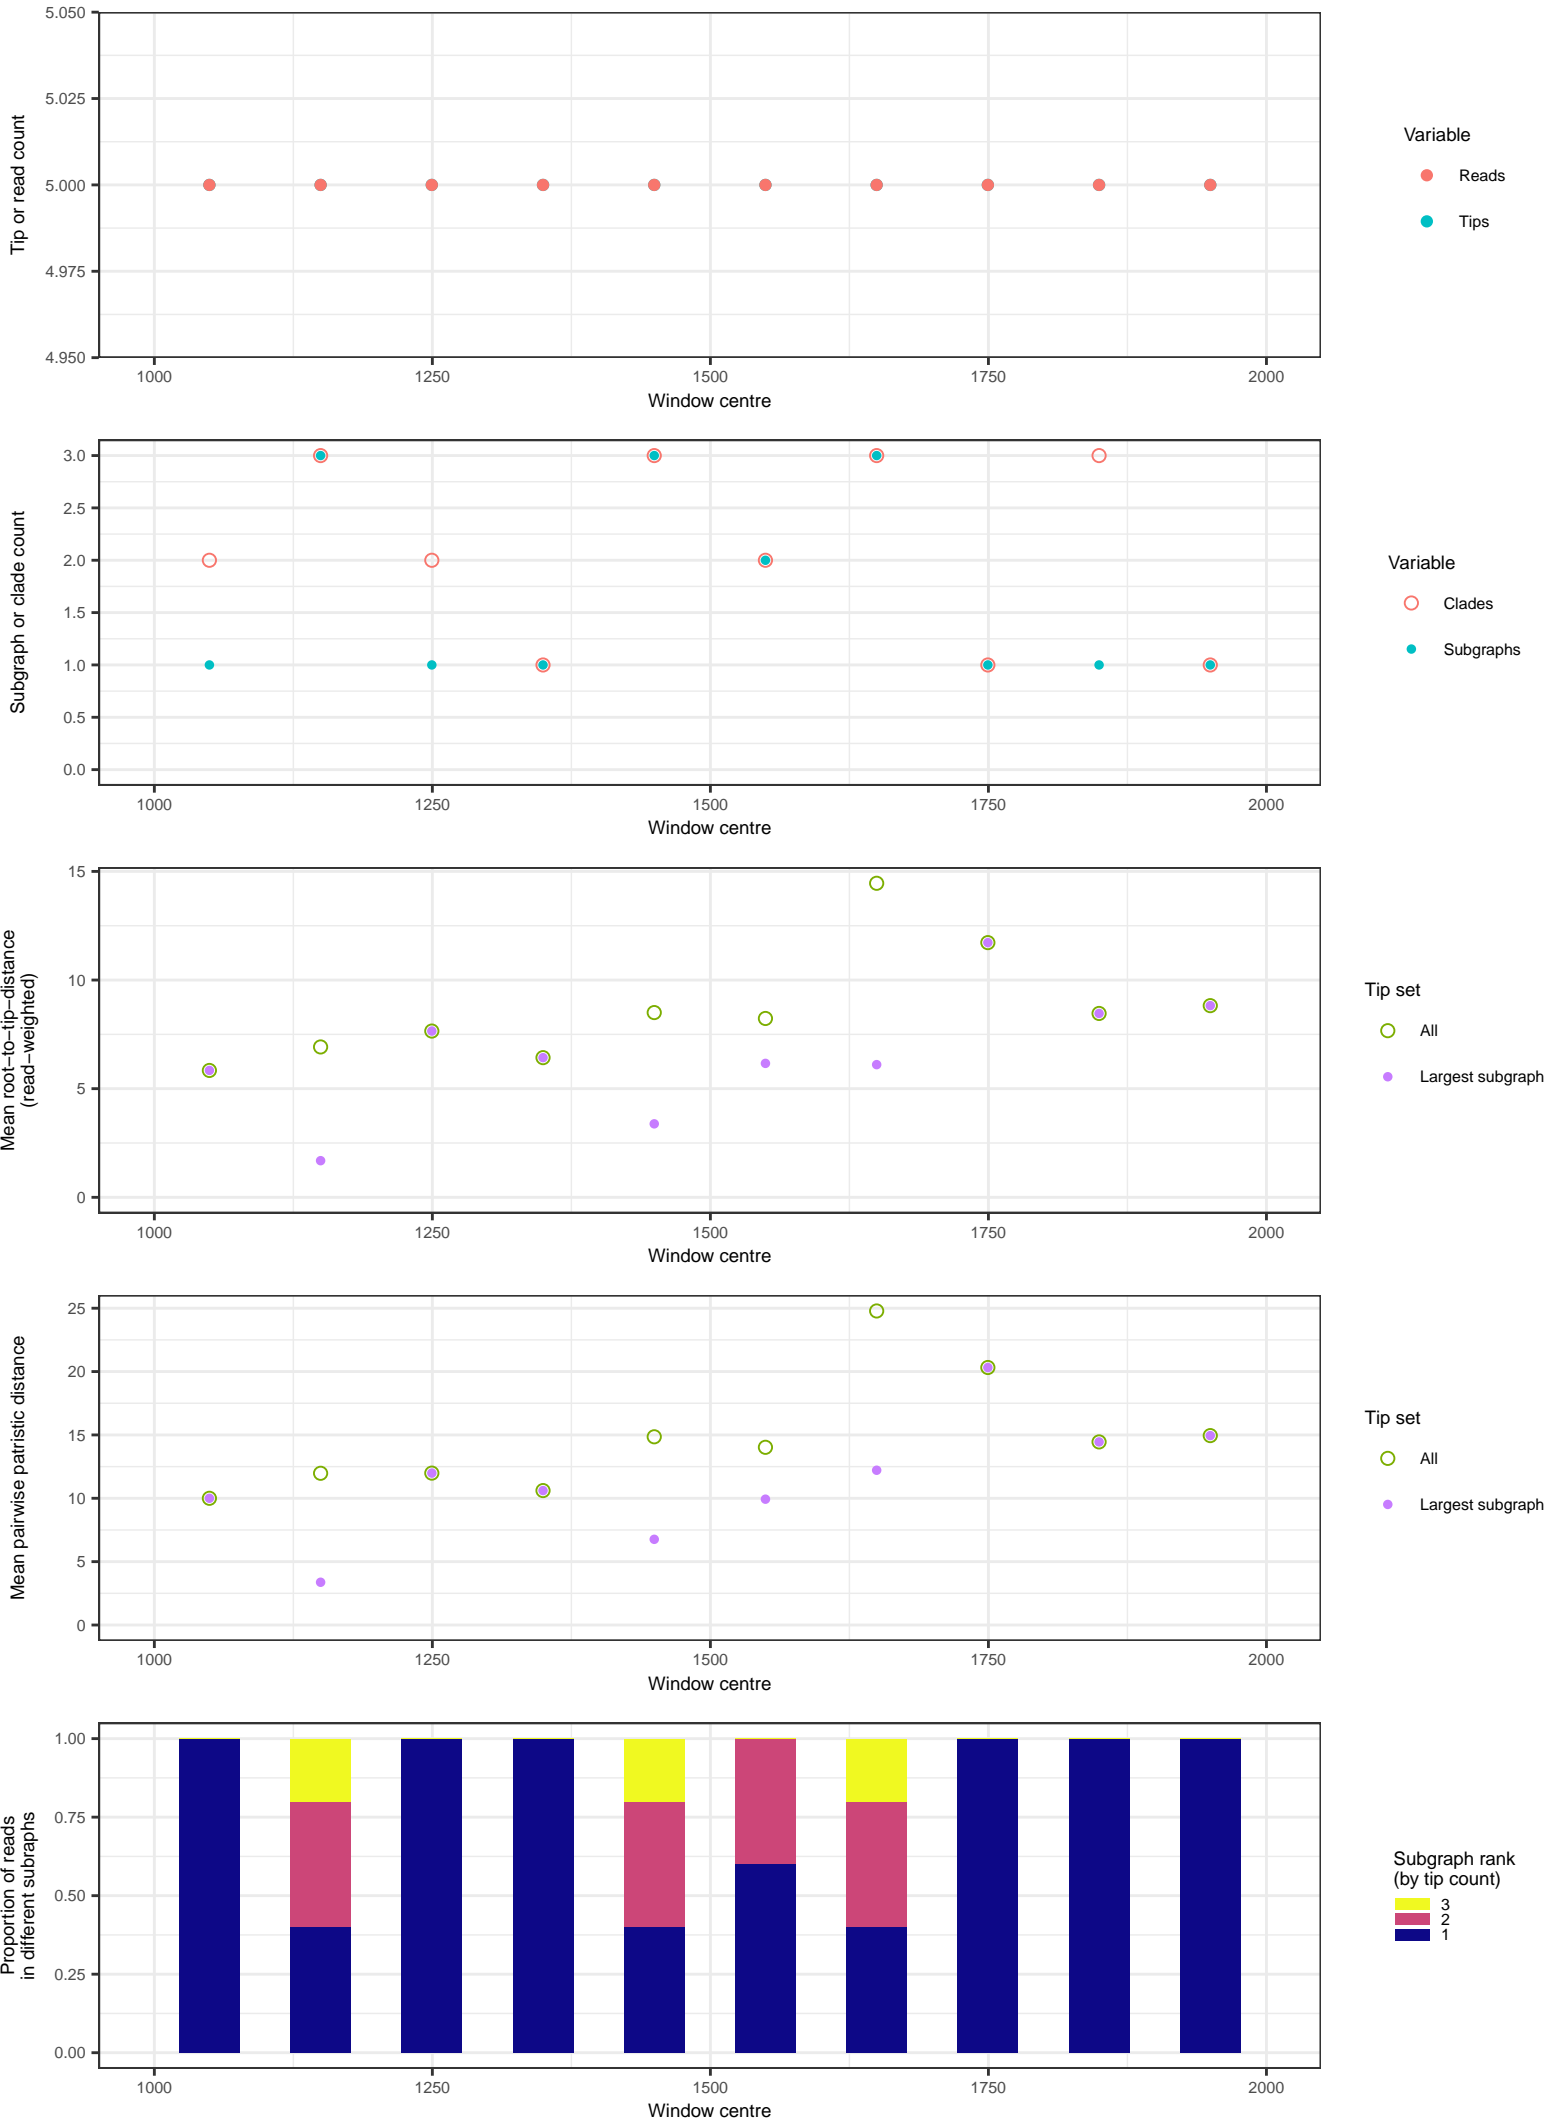 5.050
5.025
5.000
4.975
4.950
Tip or read count
1000 1250 1500 1750 2000
Window centre
Variable
Reads
Tips
3.0
2.5
2.0
1.5
1.0
0.5
0.0
Subgraph or clade count
1000 1250 1500 1750 2000
Window centre
Variable
Clades
Subgraphs
15
10
5
0
Mean root−to−tip−distance
(read−weighted)
1000 1250 1500 1750 2000
Window centre
Tip set
All
Largest subgraph
25
20
15
10
5
0
Mean pairwise patristic distance
1000 1250 1500 1750 2000
Window centre
Tip set
All
Largest subgraph
1.00
0.75
0.50
0.25
0.00
Proportion of reads
in different subraphs
1000 1250 1500 1750 2000
Window centre
Subgraph rank
(by tip count)
3
2
1